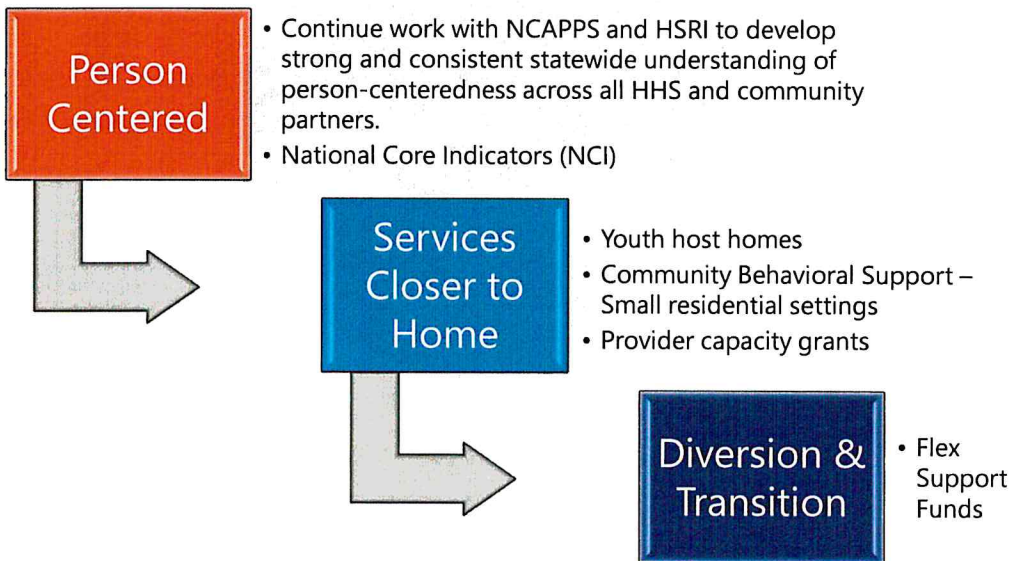 Person
Centered
• Continue work with NCAPPS and HSRI to develop
strong and consistent statewide understanding of
person-centeredness across all HHS and community
partners.
• National Core Indicators (NCI)
Services
Closer to
Home
• Youth host homes
• Community Behavioral Support –
Small residential settings
• Provider capacity grants
Diversion &
Transition
• Flex
Support
Funds